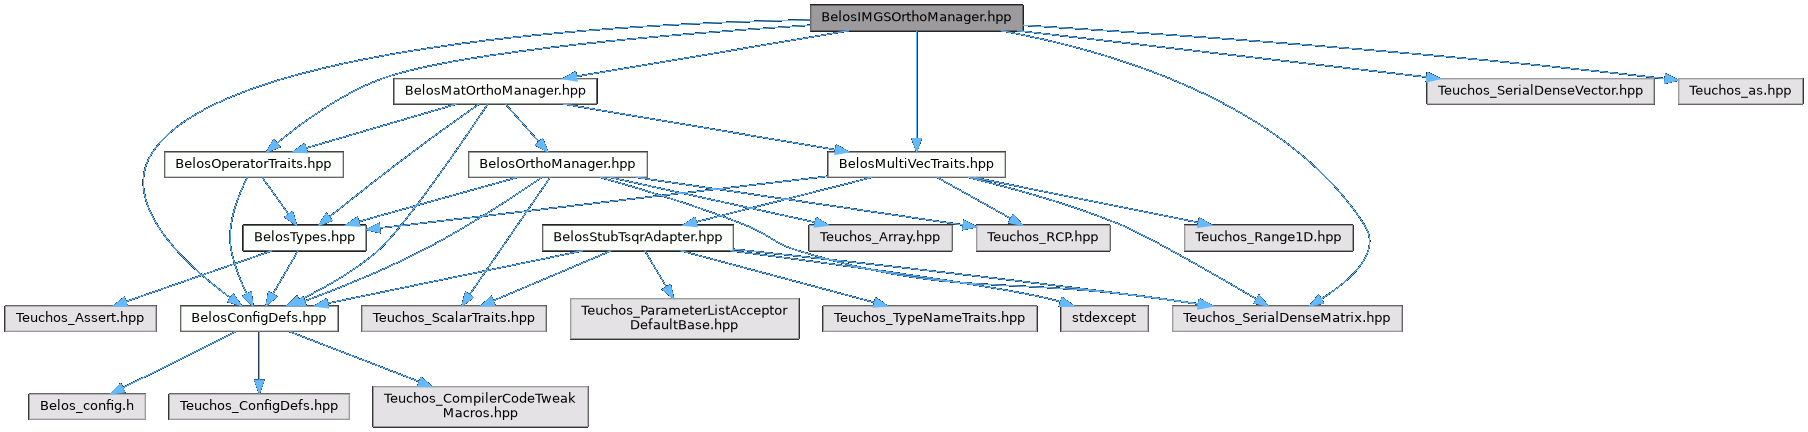 BelosIMGSOrthoManager.hpp
BelosMatOrthoManager.hpp
Teuchos_SerialDenseVector.hpp
Teuchos_as.hpp
BelosOperatorTraits.hpp
BelosOrthoManager.hpp
BelosMultiVecTraits.hpp
BelosTypes.hpp
BelosStubTsqrAdapter.hpp
Teuchos_Array.hpp
Teuchos_RCP.hpp
Teuchos_Range1D.hpp
Teuchos_Assert.hpp
BelosConfigDefs.hpp
Teuchos_ScalarTraits.hpp
Teuchos_ParameterListAcceptor
DefaultBase.hpp
Teuchos_TypeNameTraits.hpp
stdexcept
Teuchos_SerialDenseMatrix.hpp
Belos_config.h
Teuchos_ConfigDefs.hpp
Teuchos_CompilerCodeTweak
Macros.hpp